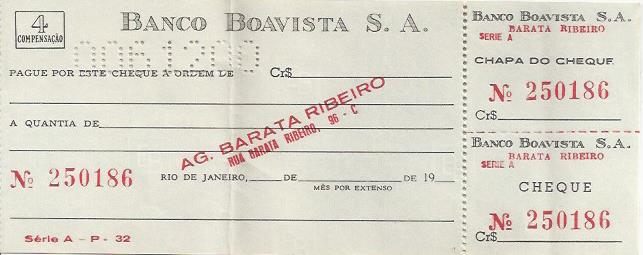 4
COMPENSAÇÃO
BANCO BOAVISTA S. A.
PAGUE POR ESTE CHEQUE À ORDEM DE Cr$
A QUANTIA DE
AG. BARATA RIBEIRO
RUA BARATA RIBEIRO, 96 - C
Nº 250186
RIO DE JANEIRO, DE DE 19
MÊS POR EXTENSO
Série A - P - 32
BANCO BOAVISTA S. A.
BARATA RIBEIRO
SÉRIE A
CHAPA DO CHEQUE
Nº 250186
Cr$
BANCO BOAVISTA S. A.
BARATA RIBEIRO
SÉRIE A
CHEQUE
Nº 250186
Cr$